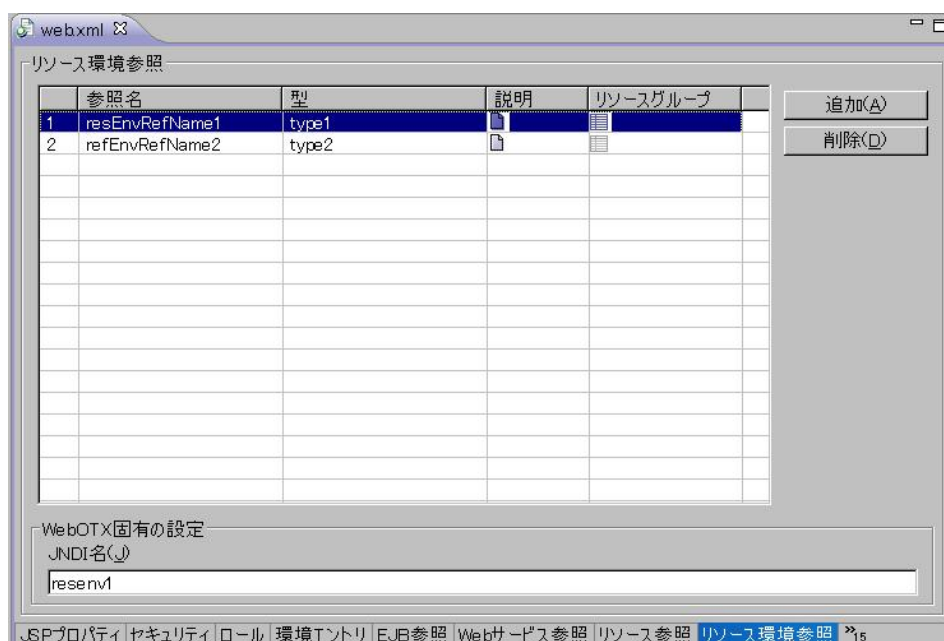 web.xml
リソース環境参照
参照名 型 説明 リソースグループ
追加(A)
1 resEnvRefName1 type1
2 refEnvRefName2 type2
削除(D)
WebOTX固有の設定
JNDI名(J)
resenv1
JSPプロパティ セキュリティ ロール 環境エントリ EJB参照 Webサービス参照 リソース参照 リソース環境参照 »15